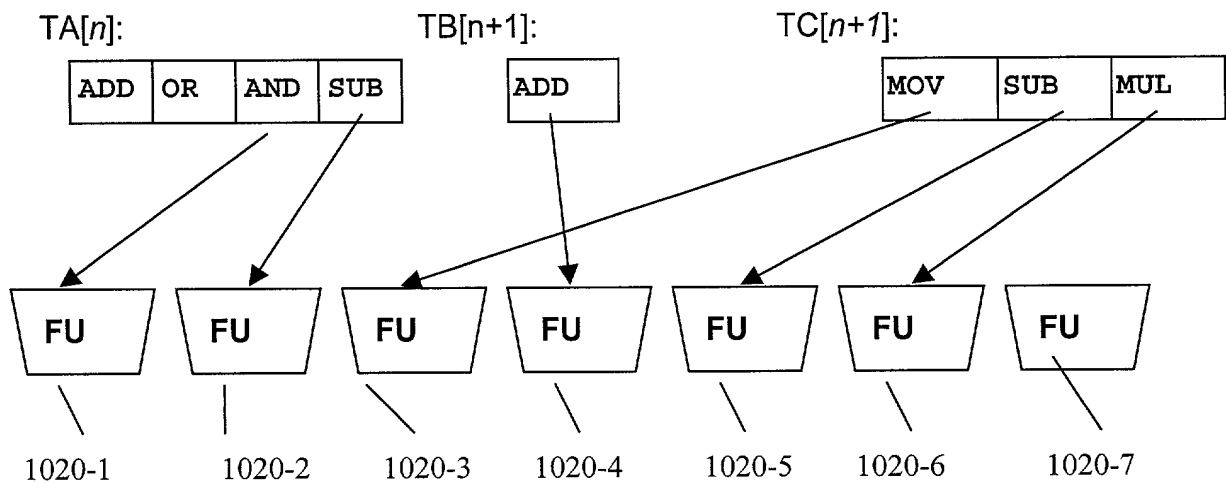 TA[n]: TB[n+1]: TC[n+1]:
ADD OR AND SUB ADD MOV SUB MUL
FU FU FU FU FU FU FU
1020-1 1020-2 1020-3 1020-4 1020-5 1020-6 1020-7